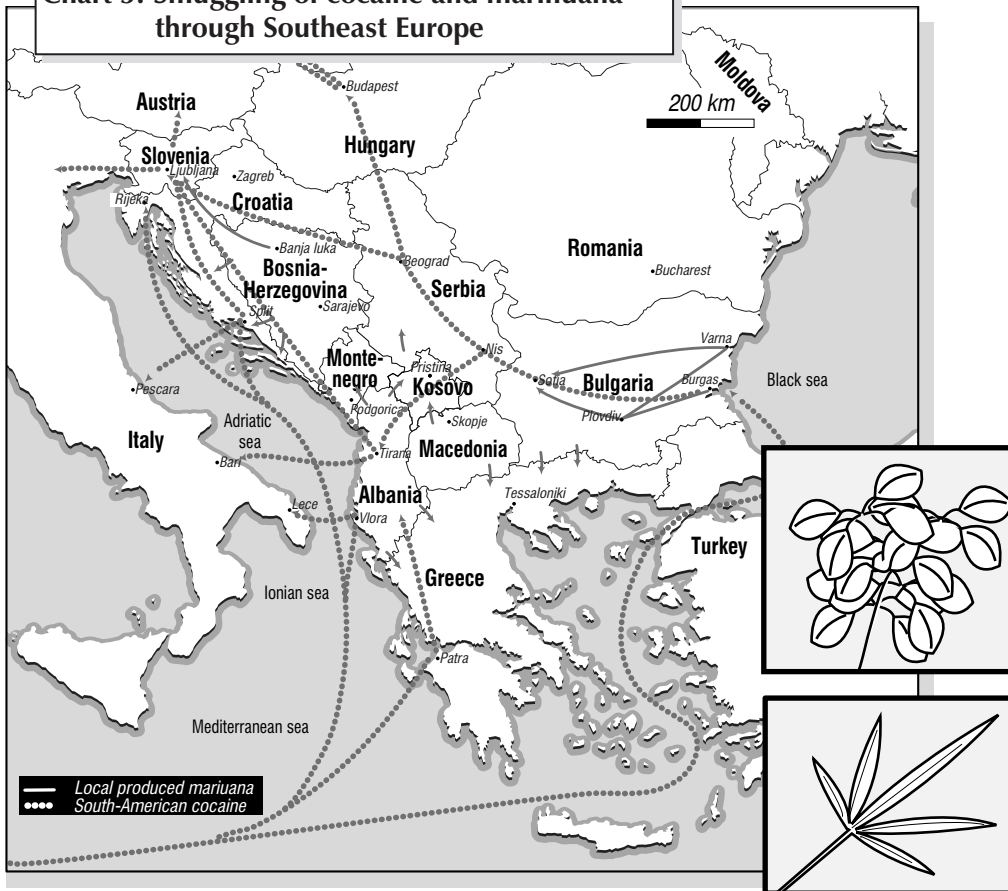 Chart 3: Smuggling of cocaine and marihuana
through Southeast Europe
200 km
Moldova
Budapest
Austria
Hungary
Slovenia
Ljubljana
Zagreb
Croatia
Rijeka
Romania
Banja luka
Beograd
Bosnia-
Herzegovina
Bucharest
Serbia
Sarajevo
Split
Varna
Nis
Monte-
negro
Pristina
Kosovo
Sofia
Bulgaria
Burgas
Black sea
Pescara
Podgorica
Plovdiv
Adriatic
sea
Skopje
Italy
Macedonia
Bari
Tirana
Albania
Tessaloniki
Lece
Vlora
Turkey
Greece
Ionian sea
Patra
Mediterranean sea
Local produced mariuana
South-American cocaine